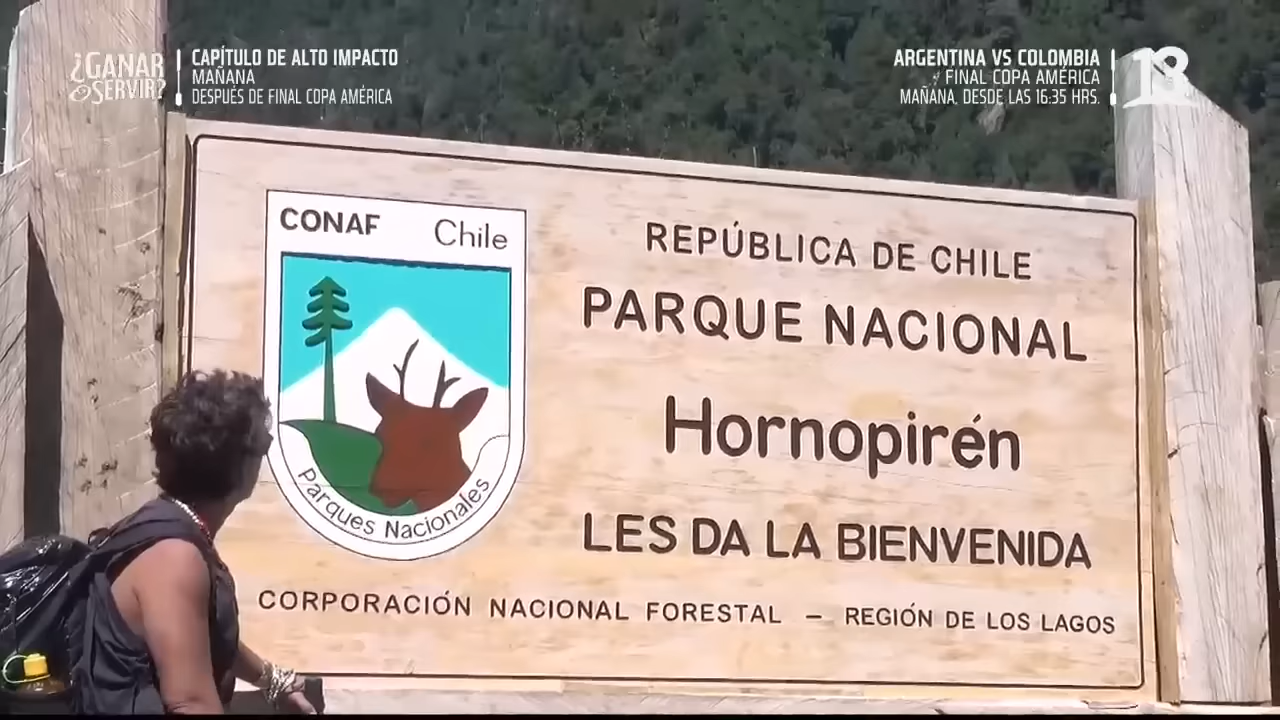 ¿GANAR
O SERVIR?
CAPÍTULO DE ALTO IMPACTO
MAÑANA
DESPUÉS DE FINAL COPA AMÉRICA
ARGENTINA VS COLOMBIA
FINAL COPA AMÉRICA
MAÑANA, DESDE LAS 16:35 HRS.
13
CONAF Chile
Parques Nacionales
REPÚBLICA DE CHILE
PARQUE NACIONAL
Hornopirén
LES DA LA BIENVENIDA
CORPORACIÓN NACIONAL FORESTAL – REGIÓN DE LOS LAGOS